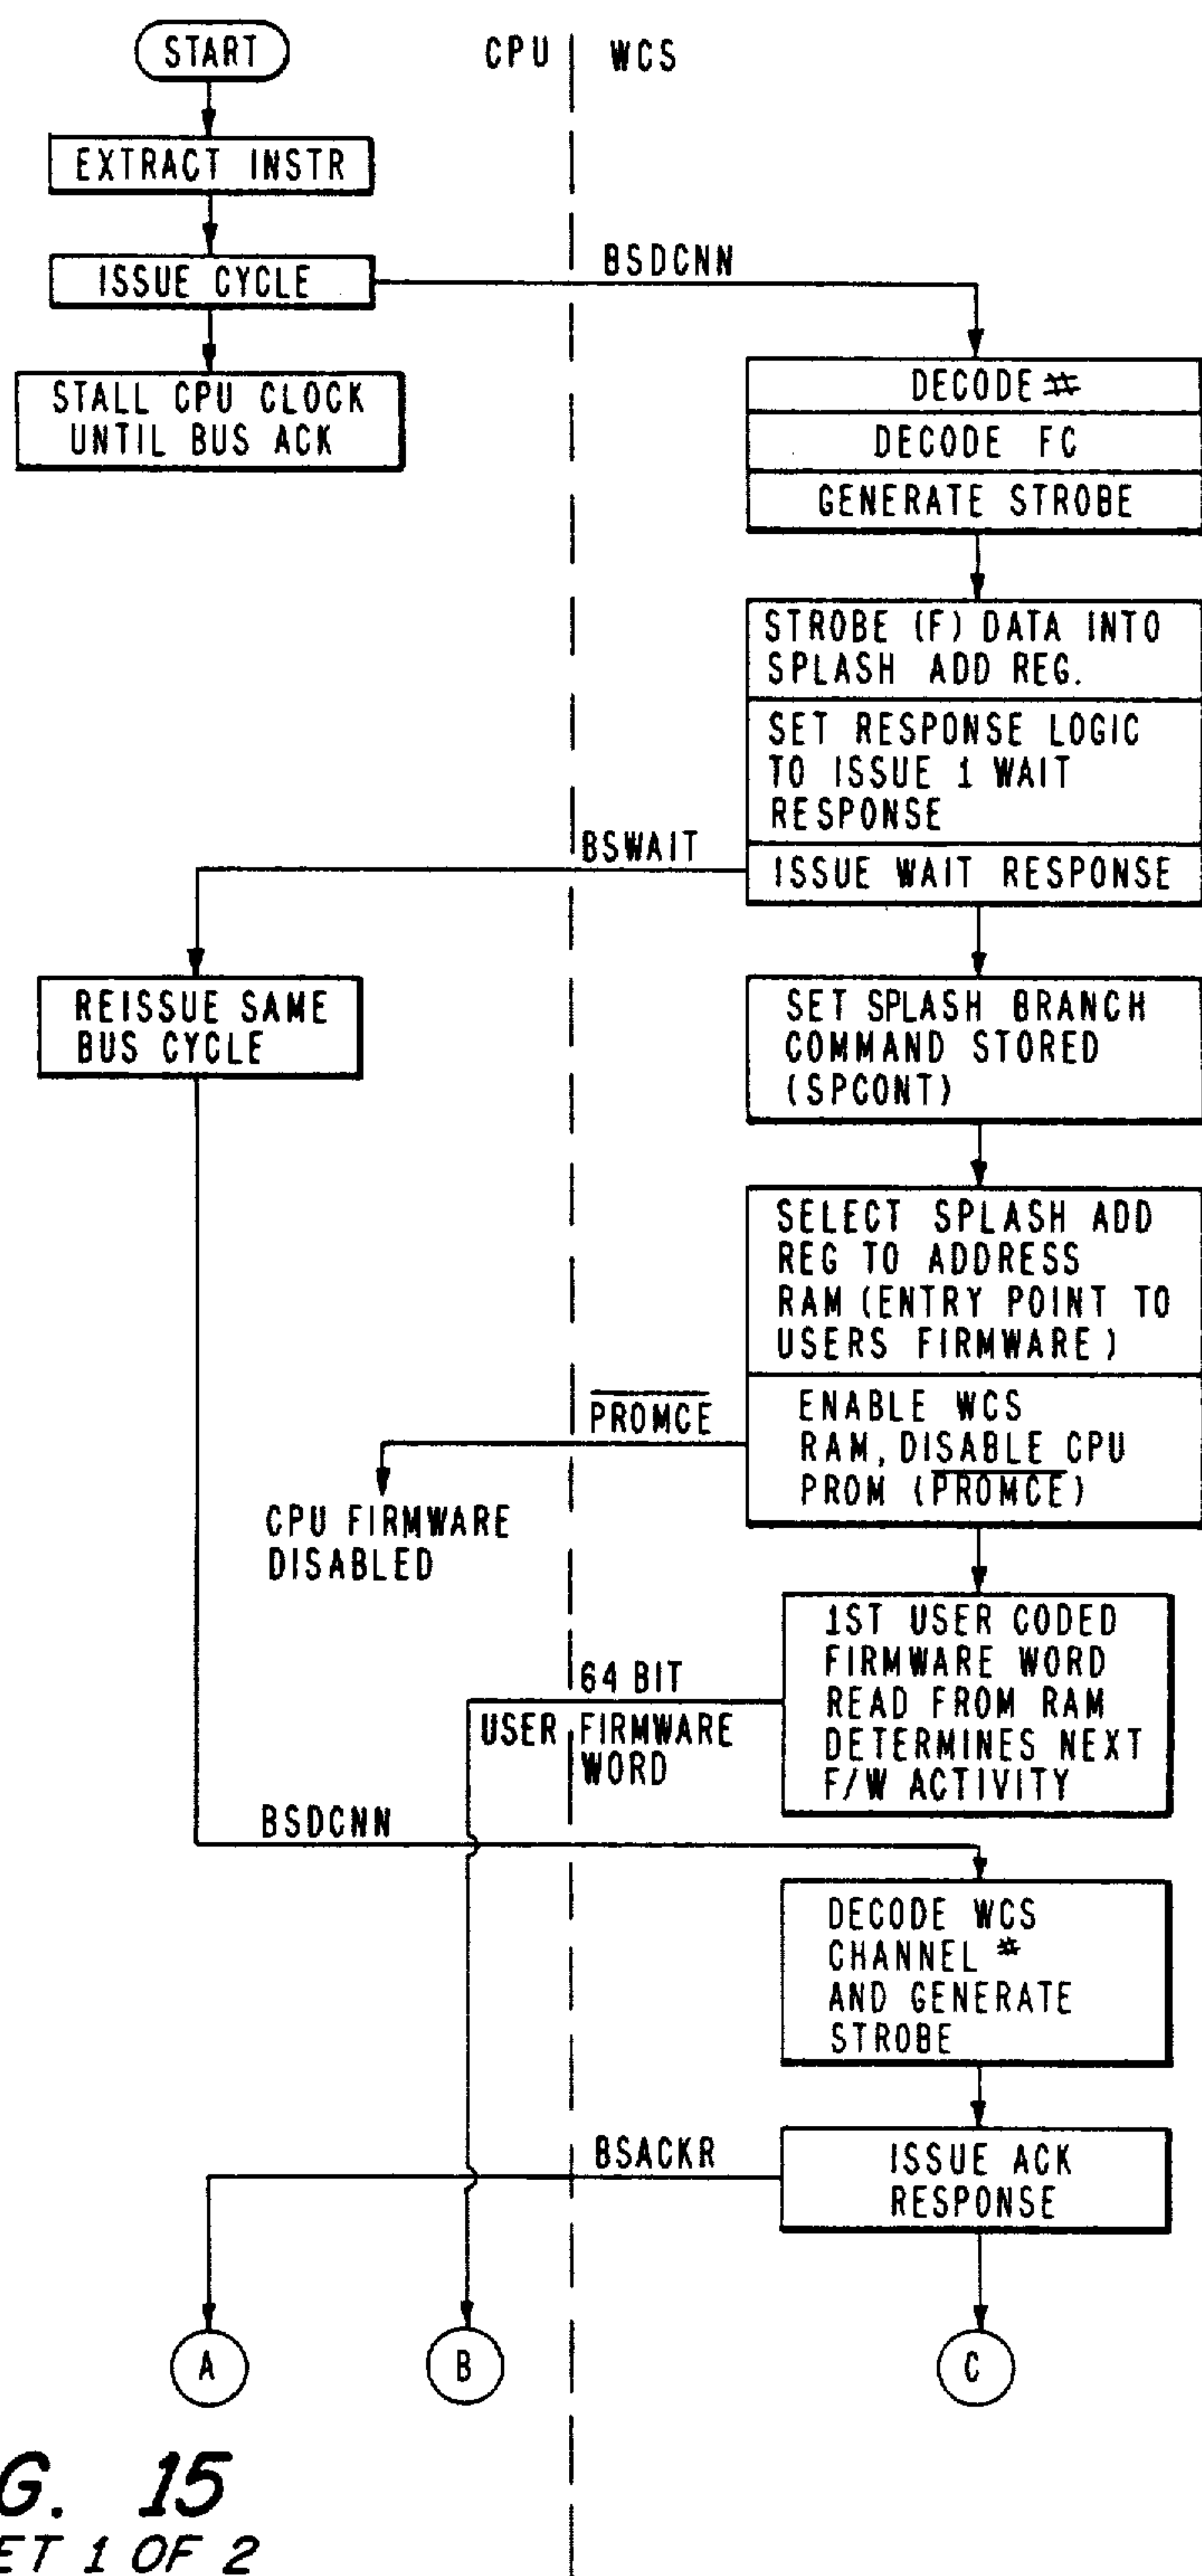 START
CPU WCS
EXTRACT INSTR
ISSUE CYCLE
BSDCNN
STALL CPU CLOCK
UNTIL BUS ACK
DECODE #
DECODE FC
GENERATE STROBE
STROBE (F) DATA INTO
SPLASH ADD REG.
SET RESPONSE LOGIC
TO ISSUE 1 WAIT
RESPONSE
BSWAIT
ISSUE WAIT RESPONSE
REISSUE SAME
BUS CYCLE
SET SPLASH BRANCH
COMMAND STORED
(SPCONT)
SELECT SPLASH ADD
REG TO ADDRESS
RAM (ENTRY POINT TO
USERS FIRMWARE)
PROMCE
ENABLE WCS
RAM, DISABLE CPU
PROM (PROMCE)
CPU FIRMWARE
DISABLED
1ST USER CODED
FIRMWARE WORD
READ FROM RAM
DETERMINES NEXT
F/W ACTIVITY
64 BIT
USER FIRMWARE
WORD
BSDCNN
DECODE WCS
CHANNEL #
AND GENERATE
STROBE
BSACKR
ISSUE ACK
RESPONSE
A
B
C
G. 15
ET 1 OF 2